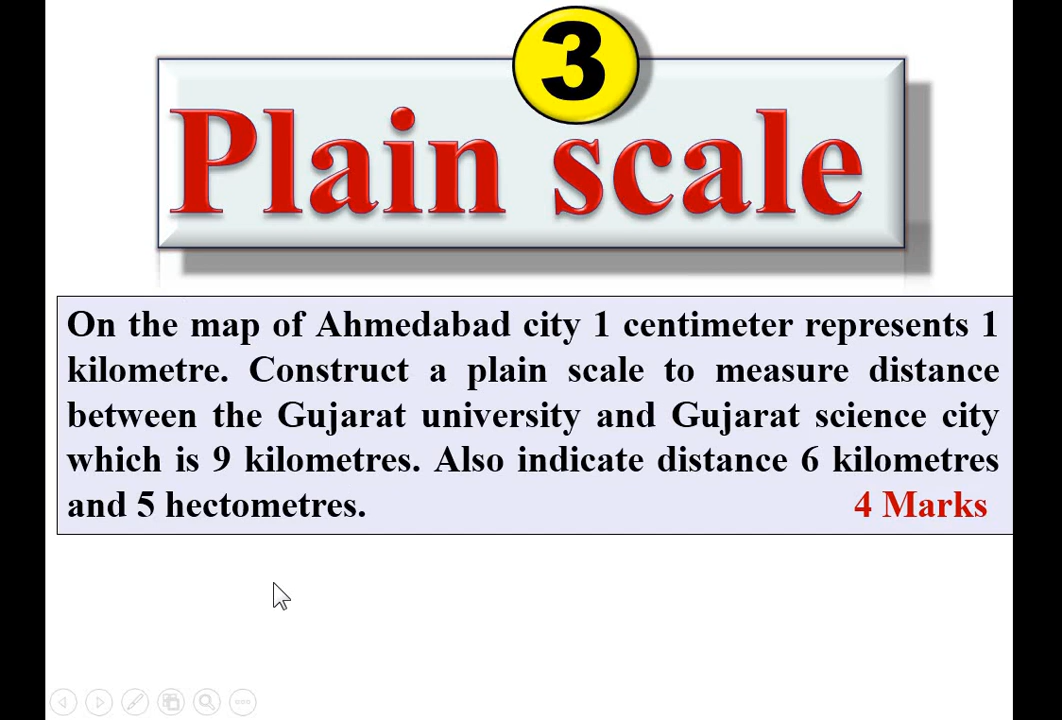 3
Plain scale
On the map of Ahmedabad city 1 centimeter represents 1
kilometre. Construct a plain scale to measure distance
between the Gujarat university and Gujarat science city
which is 9 kilometres. Also indicate distance 6 kilometres
and 5 hectometres. 4 Marks